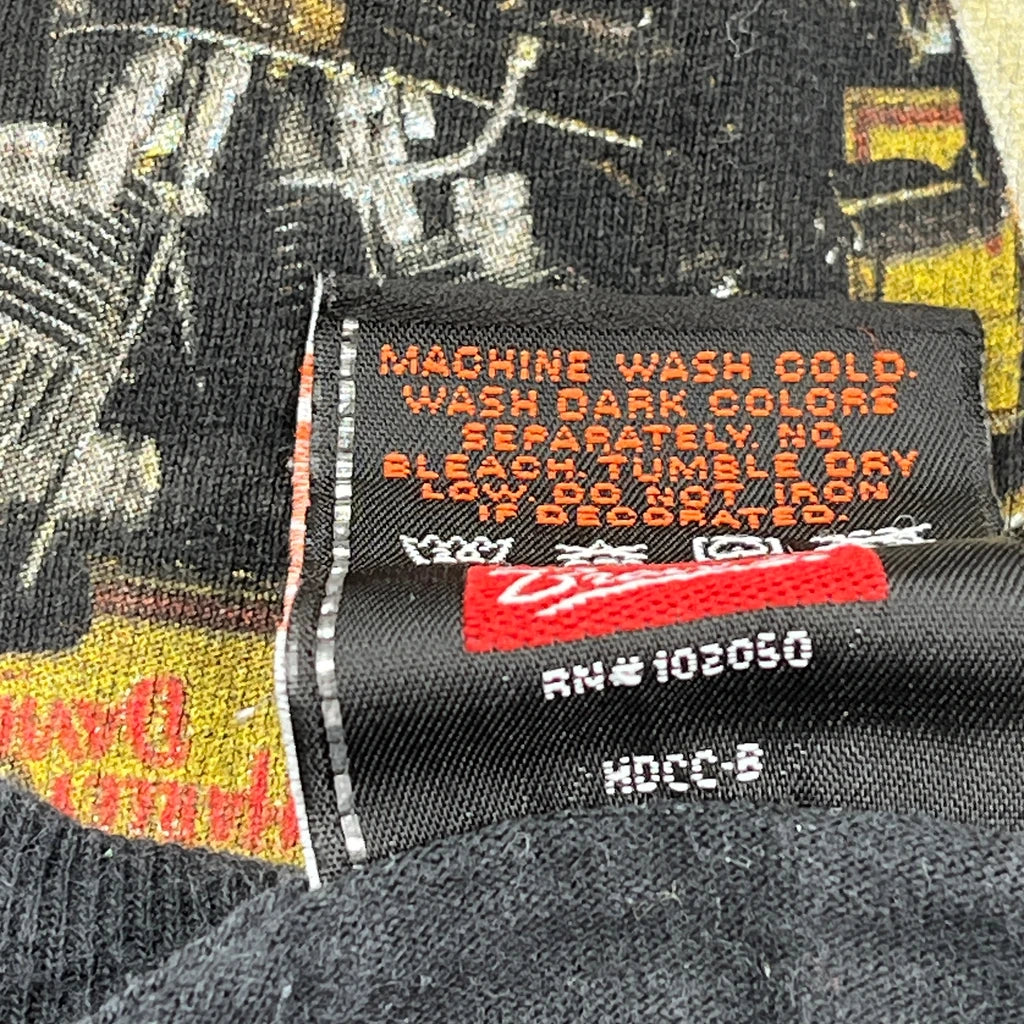 MACHINE WASH COLD.
WASH DARK COLORS
SEPARATELY. NO
BLEACH. TUMBLE DRY
LOW. DO NOT IRON
IF DECORATED.
RN#102050
HDCC-B